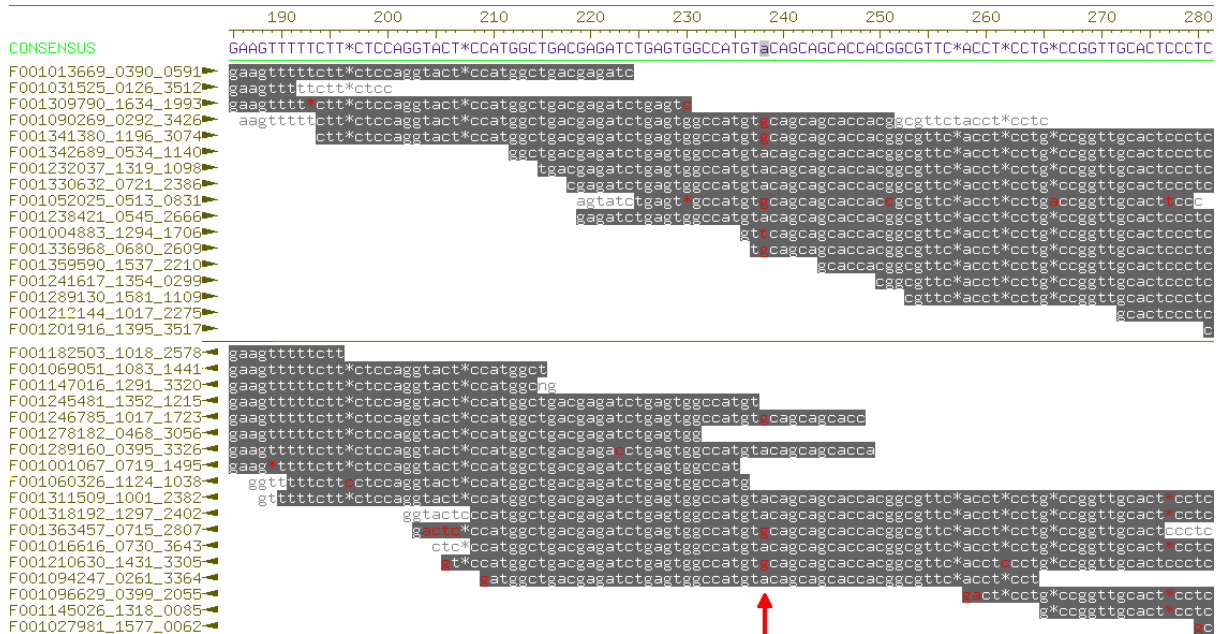 190 200 210 220 230 240 250 260 270 280
CONSENSUS GAAGTTTTTCTT*CTCCAGGTACT*CCATGGCTGACGAGATCTGAGTGGCCATGTACAGCAGCACCACGGCGTTC*ACCT*CCTG*CCGGTTGCACTCCCTC
F001013669_0390_0591 gaagtttttctt*ctccaggtact*ccatggctgacgagatc
F001031525_0126_3512 gaagtttttctt*ctcc
F001309790_1634_1993 gaagtttt*ctt*ctccaggtact*ccatggctgacgagatctgagtc
F001090269_0292_3426 aagtttttctt*ctccaggtact*ccatggctgacgagatctgagtggccatgtgcagcagcaccacggcgttctacct*cctc
F001341380_1196_3074 ctt*ctccaggtact*ccatggctgacgagatctgagtggccatgtgcagcagcaccacggcgttc*acct*cctg*ccggttgcactccctc
F001342689_0534_1140 ggctgacgagatctgagtggccatgtacagcagcaccacggcgttc*acct*cctg*ccggttgcactccctc
F001232037_1319_1098 tgacgagatctgagtggccatgtacagcagcaccacggcgttc*acct*cctg*ccggttgcactccctc
F001330632_0721_2386 cgagatctgagtggccatgtacagcagcaccacggcgttc*acct*cctg*ccggttgcactccctc
F001052025_0513_0831 agtatctgagt*gccatgtgcagcagcaccaccgcgttc*acct*cctgaccggttgcacttccc
F001238421_0545_2666 gagatctgagtggccatgtacagcagcaccacggcgttc*acct*cctg*ccggttgcactccctc
F001004883_1294_1706 gttcagcagcaccacggcgttc*acct*cctg*ccggttgcactccctc
F001336968_0680_2609 tgcagcagcaccacggcgttc*acct*cctg*ccggttgcactccctc
F001359590_1537_2210 gcaccacggcgttc*acct*cctg*ccggttgcactccctc
F001241617_1354_0299 cggcgttc*acct*cctg*ccggttgcactccctc
F001289130_1581_1109 cgttc*acct*cctg*ccggttgcactccctc
F001212144_1017_2275 gcactccctc
F001201916_1395_3517 c
F001182503_1018_2578 gaagtttttctt
F001069051_1083_1441 gaagtttttctt*ctccaggtact*ccatggct
F001147016_1291_3320 gaagtttttctt*ctccaggtact*ccatggcng
F001245481_1352_1215 gaagtttttctt*ctccaggtact*ccatggctgacgagatctgagtggccatgt
F001246785_1017_1723 gaagtttttctt*ctccaggtact*ccatggctgacgagatctgagtggccatgtgcagcagcacc
F001278182_0468_3056 gaagtttttctt*ctccaggtact*ccatggctgacgagatctgagtgg
F001289160_0395_3326 gaagtttttctt*ctccaggtact*ccatggctgacgagacctgagtggccatgtacagcagcacca
F001001067_0719_1495 gaag*ttttctt*ctccaggtact*ccatggctgacgagatctgagtggccat
F001060326_1124_1038 ggttttttcttcctccaggtact*ccatggctgacgagatctgagtggccatg
F001311509_1001_2382 gtttttctt*ctccaggtact*ccatggctgacgagatctgagtggccatgtacagcagcaccacggcgttc*acct*cctg*ccggttgcact*cctc
F001318192_1297_2402 ggtactcccatggctgacgagatctgagtggccatgtacagcagcaccacggcgttc*acct*cctg*ccggttgcact*cctc
F001363457_0715_2807 gactc*ccatggctgacgagatctgagtggccatgtgcagcagcaccacggcgttc*acct*cctg*ccggttgcactccctc
F001016616_0730_3643 ctc*ccatggctgacgagatctgagtggccatgtacagcagcaccacggcgttc*acct*cctg*ccggttgcact*cctc
F001210630_1431_3305 gt*ccatggctgacgagatctgagtggccatgtgcagcagcaccacggcgttc*acctccctg*ccggttgcact*cctc
F001094247_0261_3364 gatggctgacgagatctgagtggccatgtacagcagcaccacggcgttc*acct*cct
F001096629_0399_2055 gact*cctg*ccggttgcact*cctc
F001145026_1318_0085 g*ccggttgcact*cctc
F001027981_1577_0062 gc